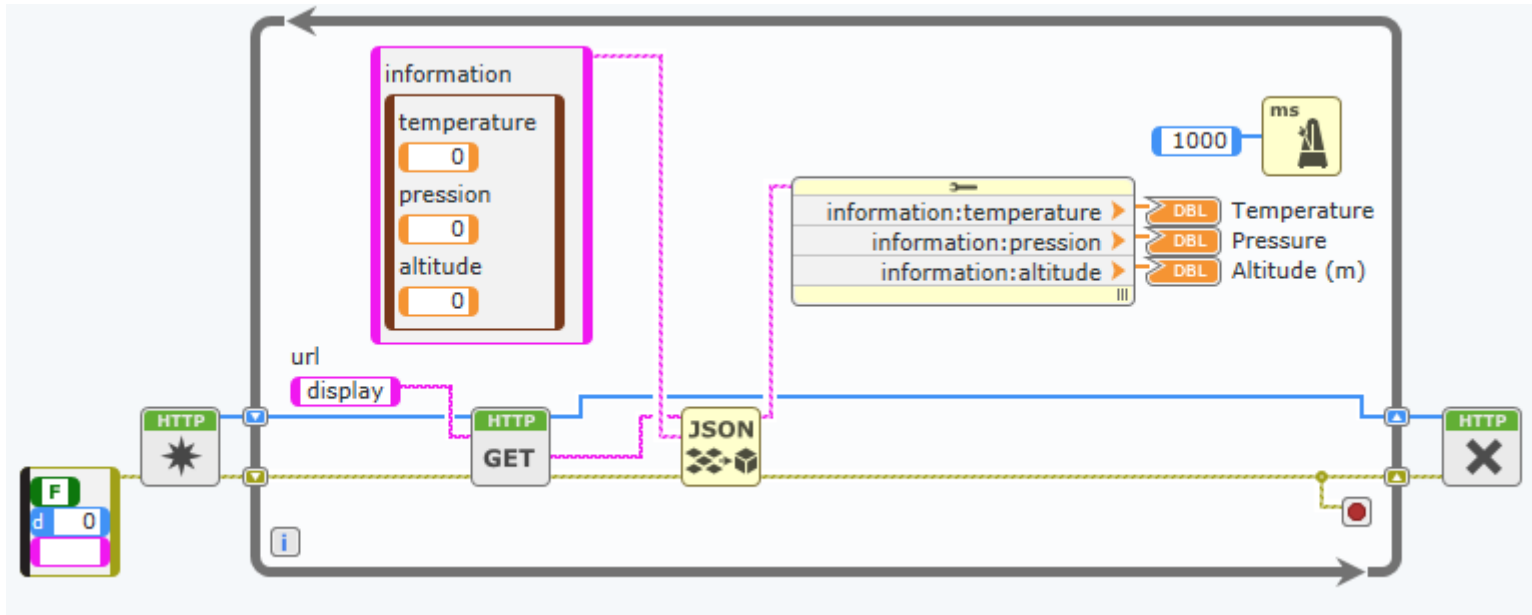 information
temperature
0
pression
0
altitude
0
ms
1000
information:temperature
DBL
Temperature
information:pression
DBL
Pressure
information:altitude
DBL
Altitude (m)
url
display
HTTP
HTTP
GET
JSON
HTTP
F
d 0
i